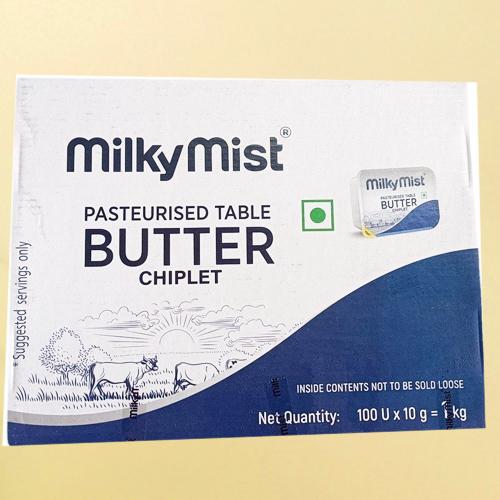 MilkyMist®
PASTEURISED TABLE
BUTTER
CHIPLET
MilkyMist®
PASTEURISED TABLE
BUTTER
CHIPLET
* Suggested servings only
INSIDE CONTENTS NOT TO BE SOLD LOOSE
Net Quantity: 100 U x 10 g = kg